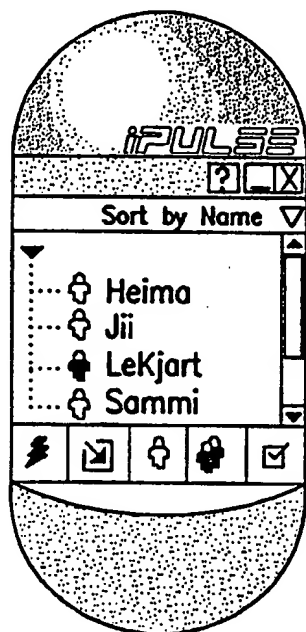 iPULSE
? _ X
Sort by Name
Heima
Jii
LeKjart
Sammi